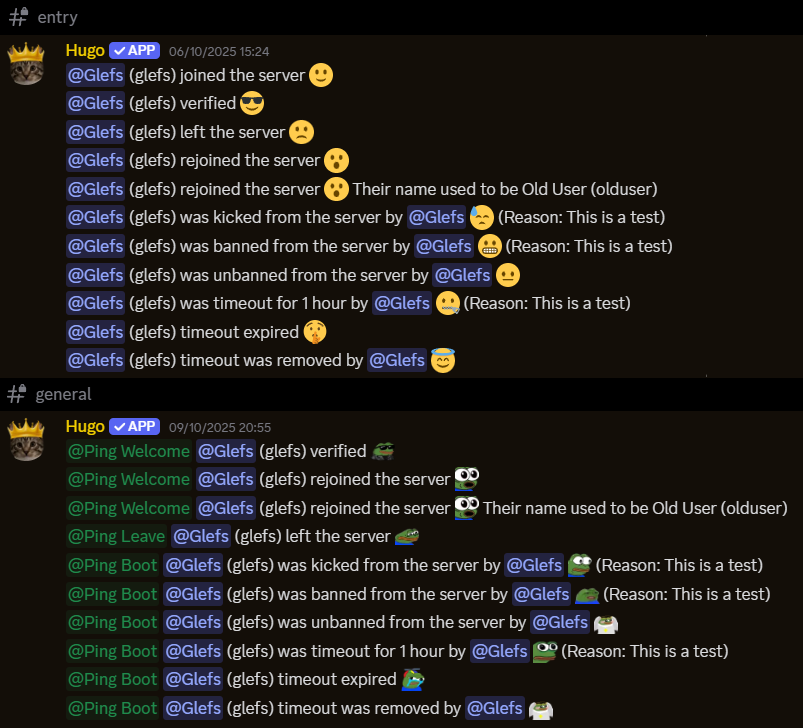 entry
Hugo ✓ APP 06/10/2025 15:24
@Glefs (glefs) joined the server 🙂
@Glefs (glefs) verified 😎
@Glefs (glefs) left the server 🙁
@Glefs (glefs) rejoined the server 😮
@Glefs (glefs) rejoined the server 😮 Their name used to be Old User (olduser)
@Glefs (glefs) was kicked from the server by @Glefs 😓 (Reason: This is a test)
@Glefs (glefs) was banned from the server by @Glefs 😬 (Reason: This is a test)
@Glefs (glefs) was unbanned from the server by @Glefs 😐
@Glefs (glefs) was timeout for 1 hour by @Glefs 🤐 (Reason: This is a test)
@Glefs (glefs) timeout expired 🤫
@Glefs (glefs) timeout was removed by @Glefs 😇
general
Hugo ✓ APP 09/10/2025 20:55
@Ping Welcome @Glefs (glefs) verified
@Ping Welcome @Glefs (glefs) rejoined the server
@Ping Welcome @Glefs (glefs) rejoined the server Their name used to be Old User (olduser)
@Ping Leave @Glefs (glefs) left the server
@Ping Boot @Glefs (glefs) was kicked from the server by @Glefs (Reason: This is a test)
@Ping Boot @Glefs (glefs) was banned from the server by @Glefs (Reason: This is a test)
@Ping Boot @Glefs (glefs) was unbanned from the server by @Glefs
@Ping Boot @Glefs (glefs) was timeout for 1 hour by @Glefs (Reason: This is a test)
@Ping Boot @Glefs (glefs) timeout expired
@Ping Boot @Glefs (glefs) timeout was removed by @Glefs